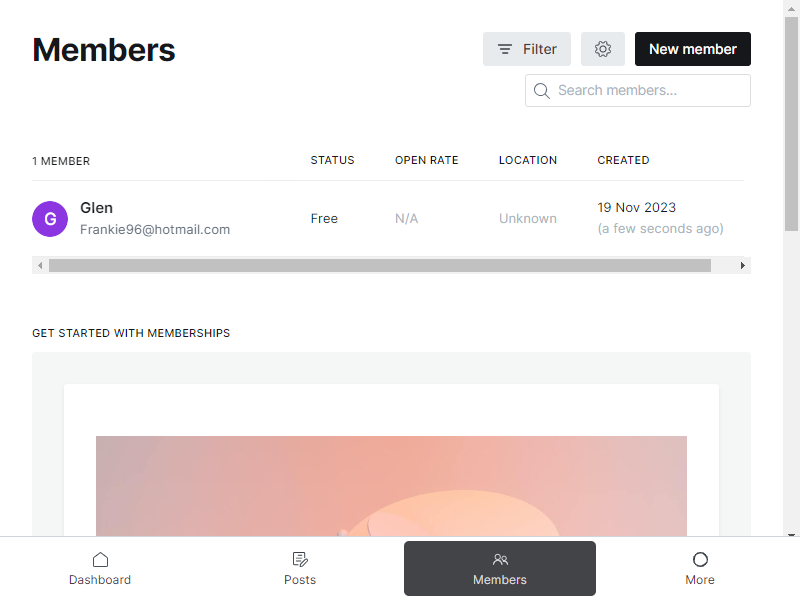 Members
Filter
New member
Search members...
1 MEMBER
STATUS
OPEN RATE
LOCATION
CREATED
G
Glen
Frankie96@hotmail.com
Free
N/A
Unknown
19 Nov 2023
(a few seconds ago)
GET STARTED WITH MEMBERSHIPS
Dashboard
Posts
Members
More